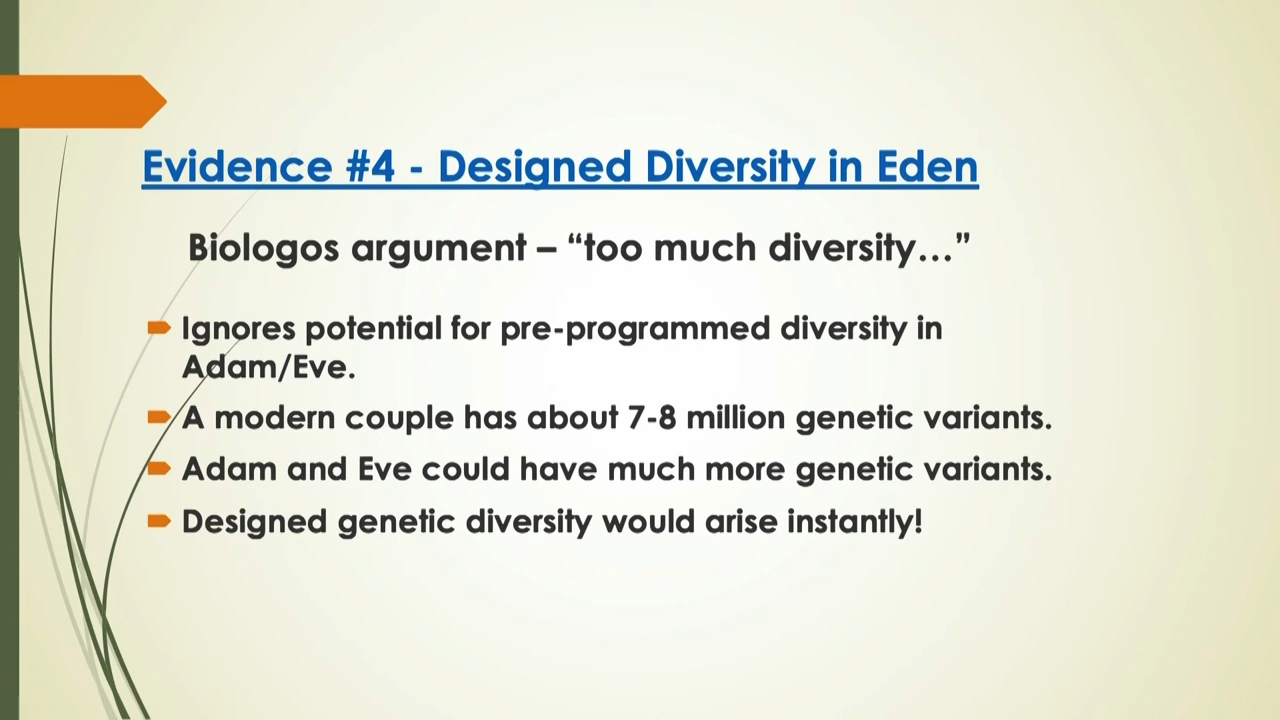 Evidence #4 - Designed Diversity in Eden
Biologos argument – “too much diversity…”
Ignores potential for pre-programmed diversity in
Adam/Eve.
A modern couple has about 7-8 million genetic variants.
Adam and Eve could have much more genetic variants.
Designed genetic diversity would arise instantly!